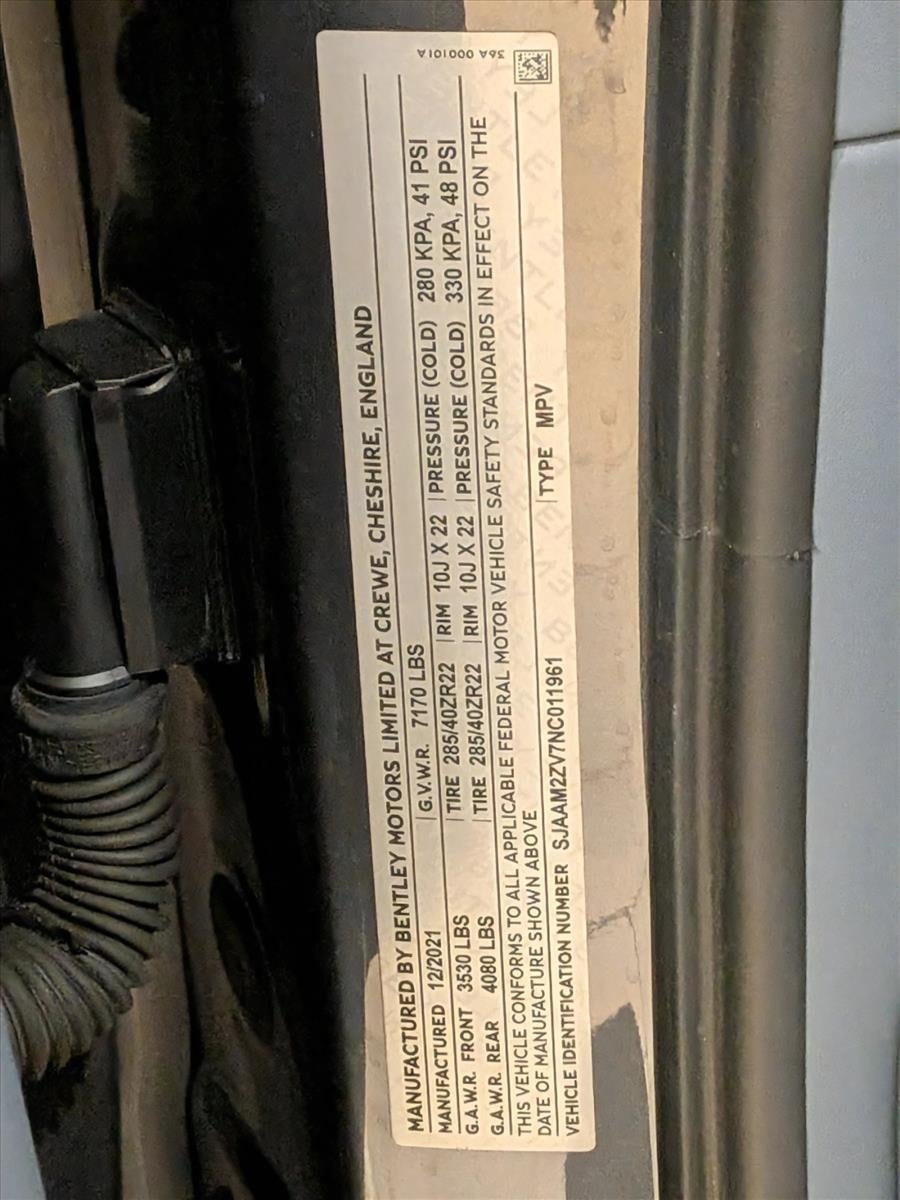 36A 000101A
MANUFACTURED BY BENTLEY MOTORS LIMITED AT CREWE, CHESHIRE, ENGLAND
MANUFACTURED 12/2021 G.V.W.R. 7170 LBS
G.A.W.R. FRONT 3530 LBS TIRE 285/40ZR22 RIM 10J X 22 PRESSURE (COLD) 280 KPA, 41 PSI
G.A.W.R. REAR 4080 LBS TIRE 285/40ZR22 RIM 10J X 22 PRESSURE (COLD) 330 KPA, 48 PSI
THIS VEHICLE CONFORMS TO ALL APPLICABLE FEDERAL MOTOR VEHICLE SAFETY STANDARDS IN EFFECT ON THE
DATE OF MANUFACTURE SHOWN ABOVE
VEHICLE IDENTIFICATION NUMBER SJAAM2ZV7NC011961 TYPE MPV